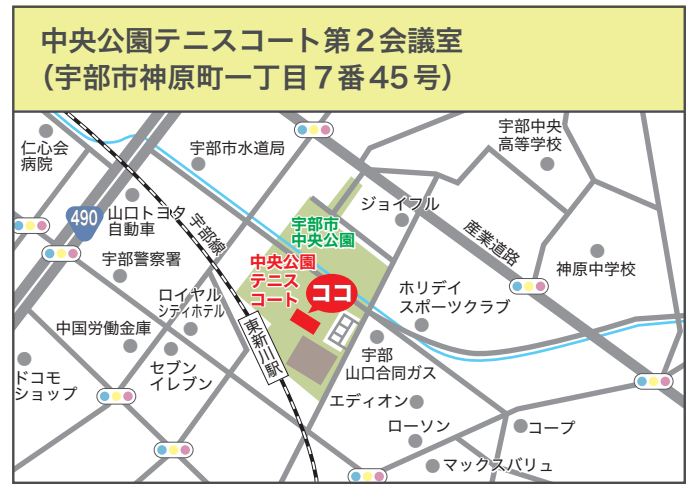 中央公園テニスコート第２会議室
（宇部市神原町一丁目７番45号）
宇部中央
高等学校
仁心会
病院
宇部市水道局
ジョイフル
490
山口トヨタ
自動車
宇部線
宇部市
中央公園
産業道路
宇部警察署
中央公園
テニス
コート
ココ
神原中学校
ロイヤル
シティホテル
ホリデイ
スポーツクラブ
中国労働金庫
東新川駅
セブン
イレブン
宇部
山口合同ガス
ドコモ
ショップ
エディオン
ローソン
コープ
マックスバリュ